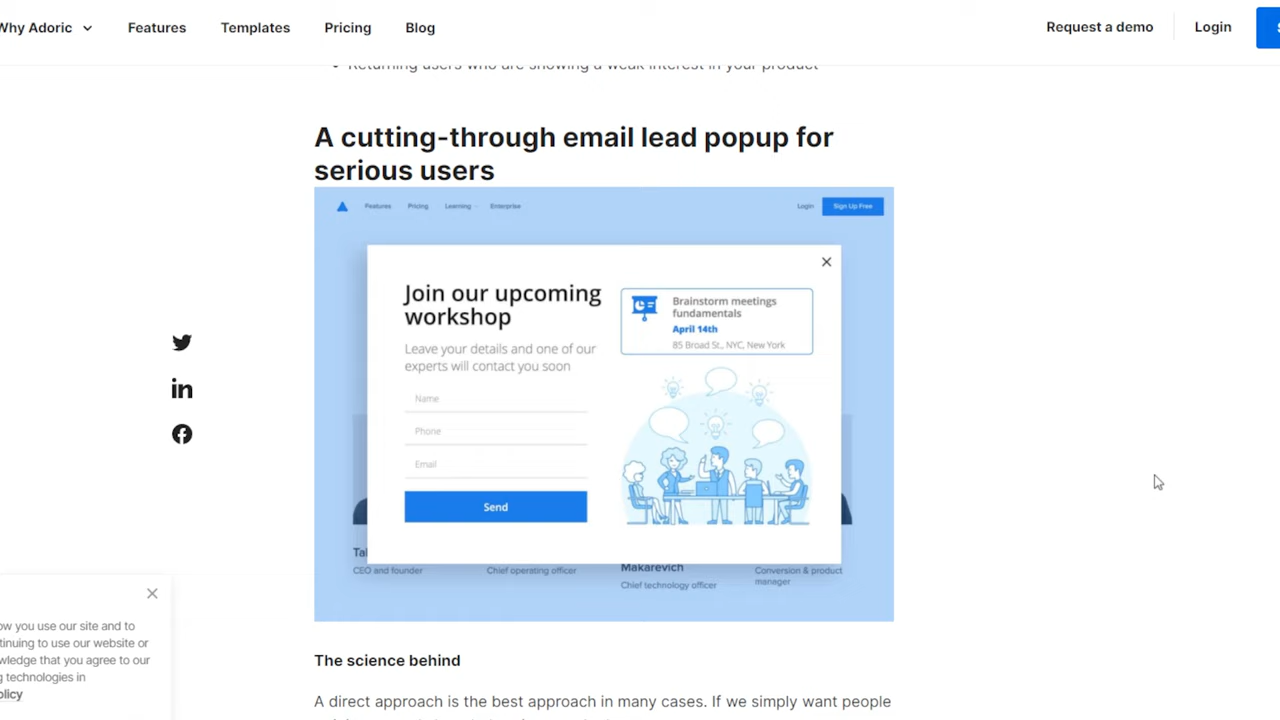 Why Adoric Features Templates Pricing Blog Request a demo Login
Returning users who are showing a weak interest in your product
A cutting-through email lead popup for
serious users
Features Pricing Learning Enterprise Login Sign Up Free
Join our upcoming
workshop
Leave your details and one of our
experts will contact you soon
Name
Phone
Email
Send
Brainstorm meetings
fundamentals
April 14th
85 Broad St., NYC, New York
Tal
CEO and founder
Chief operating officer
Makarevich
Chief technology officer
Conversion & product
manager
in
ow you use our site and to
tinuing to use our website or
wledge that you agree to our
g technologies in
olicy
The science behind
A direct approach is the best approach in many cases. If we simply want people